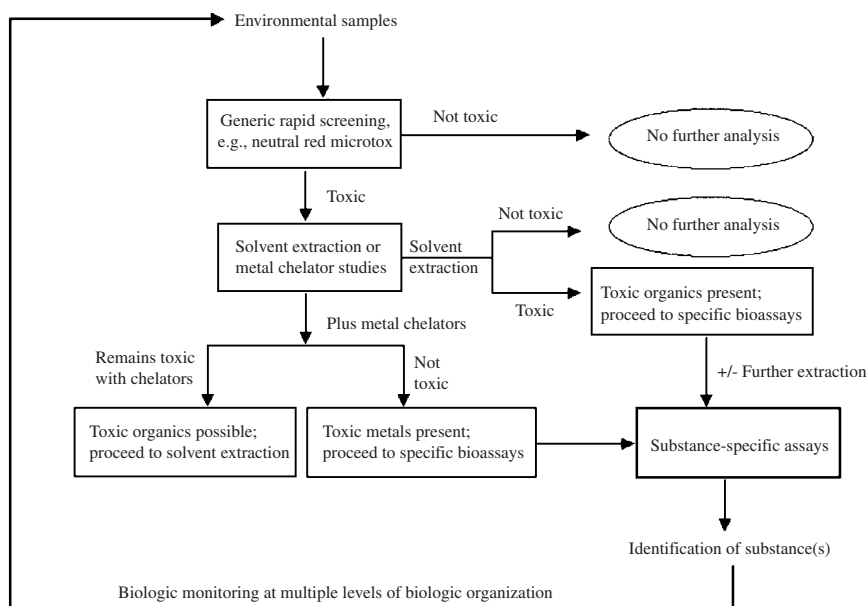 Environmental samples
Generic rapid screening,
e.g., neutral red microtox
Not toxic
No further analysis
Toxic
Solvent extraction or
metal chelator studies
Solvent
extraction
Not toxic
No further analysis
Toxic
Toxic organics present;
proceed to specific bioassays
Plus metal chelators
Remains toxic
with chelators
Not
toxic
+/- Further extraction
Toxic organics possible;
proceed to solvent extraction
Toxic metals present;
proceed to specific bioassays
Substance-specific assays
Identification of substance(s)
Biologic monitoring at multiple levels of biologic organization